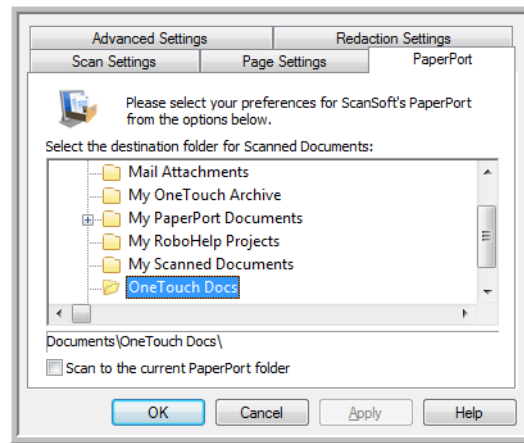 Advanced Settings Redaction Settings
Scan Settings Page Settings PaperPort
Please select your preferences for ScanSoft's PaperPort
from the options below.
Select the destination folder for Scanned Documents:
Mail Attachments
My OneTouch Archive
My PaperPort Documents
My RoboHelp Projects
My Scanned Documents
OneTouch Docs
Documents\OneTouch Docs\
Scan to the current PaperPort folder
OK Cancel Apply Help